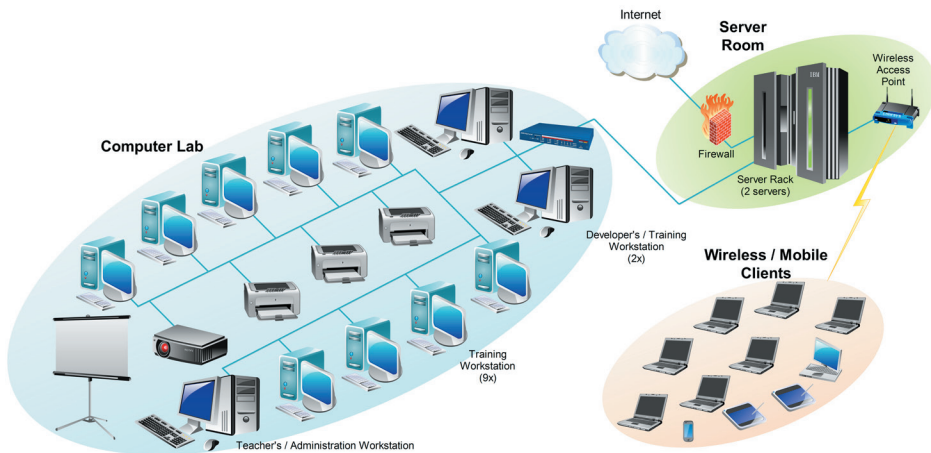 Internet
Server
Room
Wireless
Access
Point
IBM
Firewall
Server Rack
(2 servers)
Computer Lab
Developer's / Training
Workstation
(2x)
Wireless / Mobile
Clients
Training
Workstation
(9x)
Teacher's / Administration Workstation